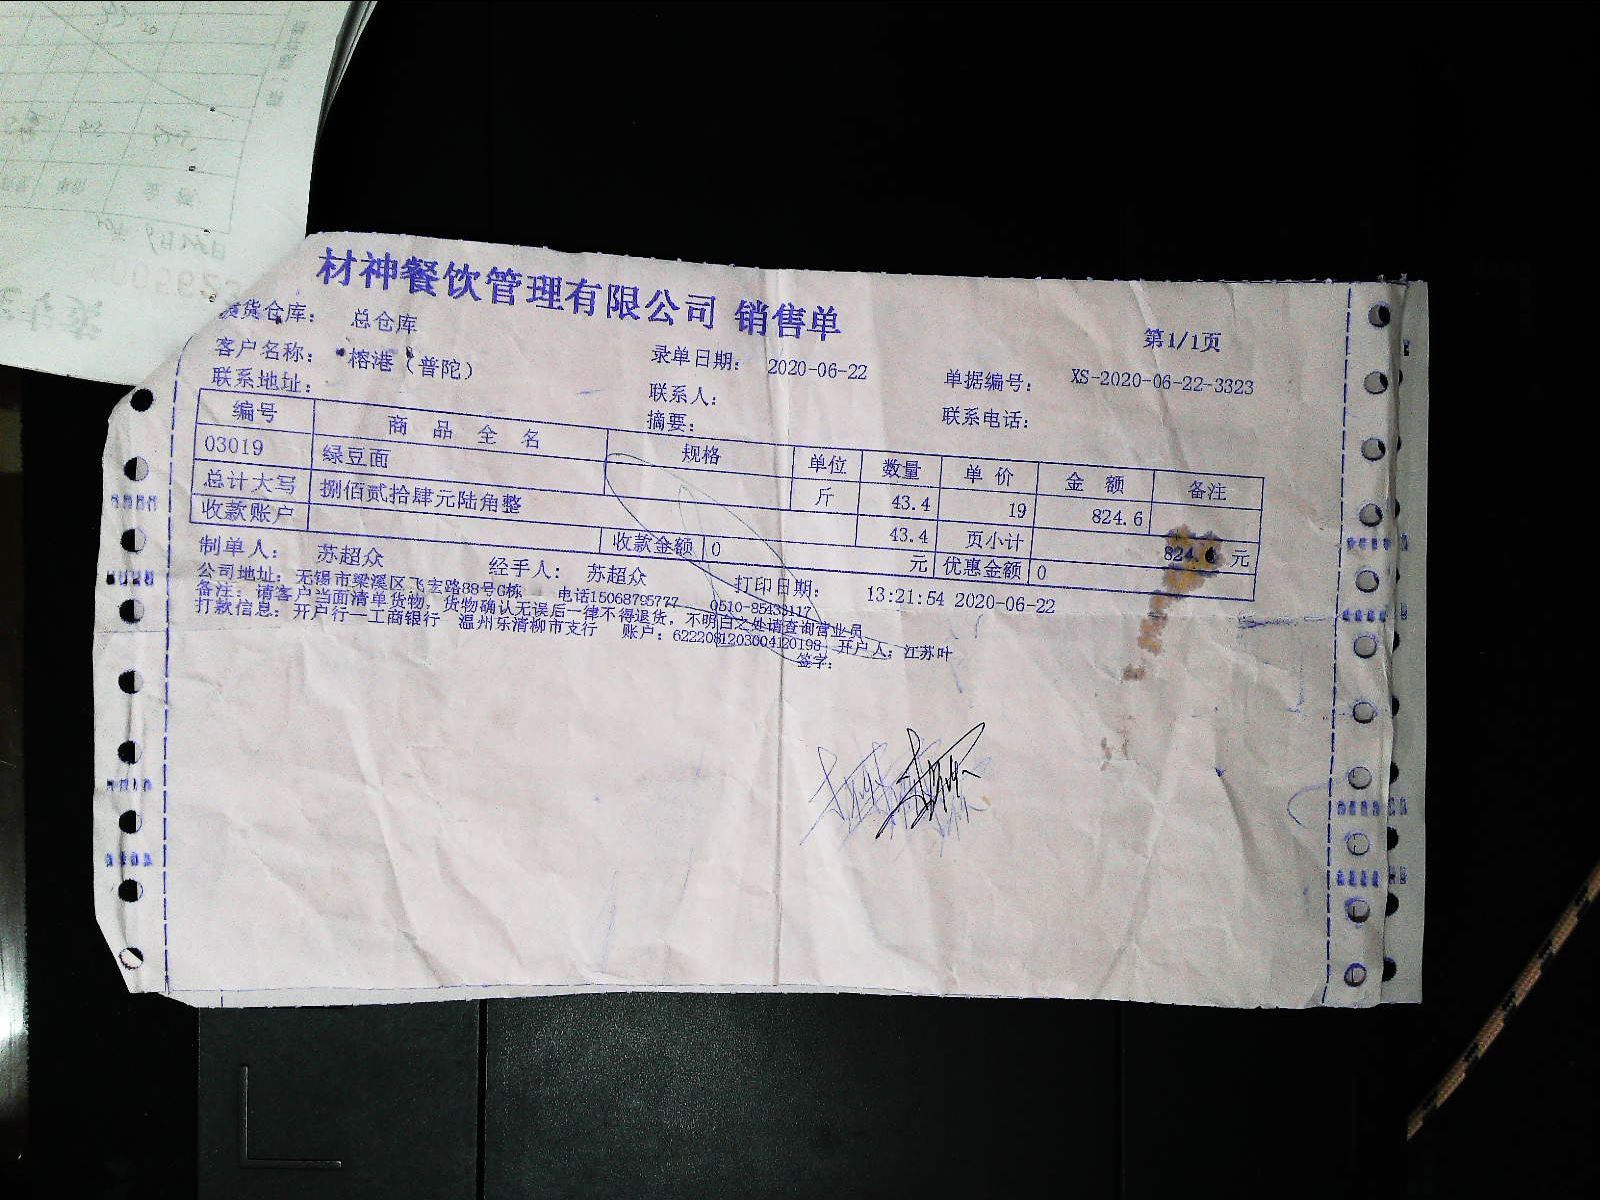 材神餐饮管理有限公司 销售单
货仓库： 总仓库
第1/1页
客户名称： 榕港（普陀） 录单日期： 2020-06-22 单据编号： XS-2020-06-22-3323
联系地址： 联系人： 联系电话：
摘要：
编号 商品全名 规格 单位 数量 单价 金额 备注
03019 绿豆面 斤 43.4 19 824.6
总计大写 捌佰贰拾肆元陆角整 43.4 页小计 824. 元
收款账户 收款金额 0 元 优惠金额 0
制单人： 苏超众 经手人： 苏超众 打印日期： 13:21:54 2020-06-22
公司地址：无锡市梁溪区飞宏路88号G栋 电话15068795777 0510-85433117
备注：请客户当面清单货物，货物确认无误后一律不得退货，不明白之处请查询营业员
打款信息：开户行—工商银行 温州乐清柳市支行 账户：6222081203004120198 开户人：江苏叶
签字：